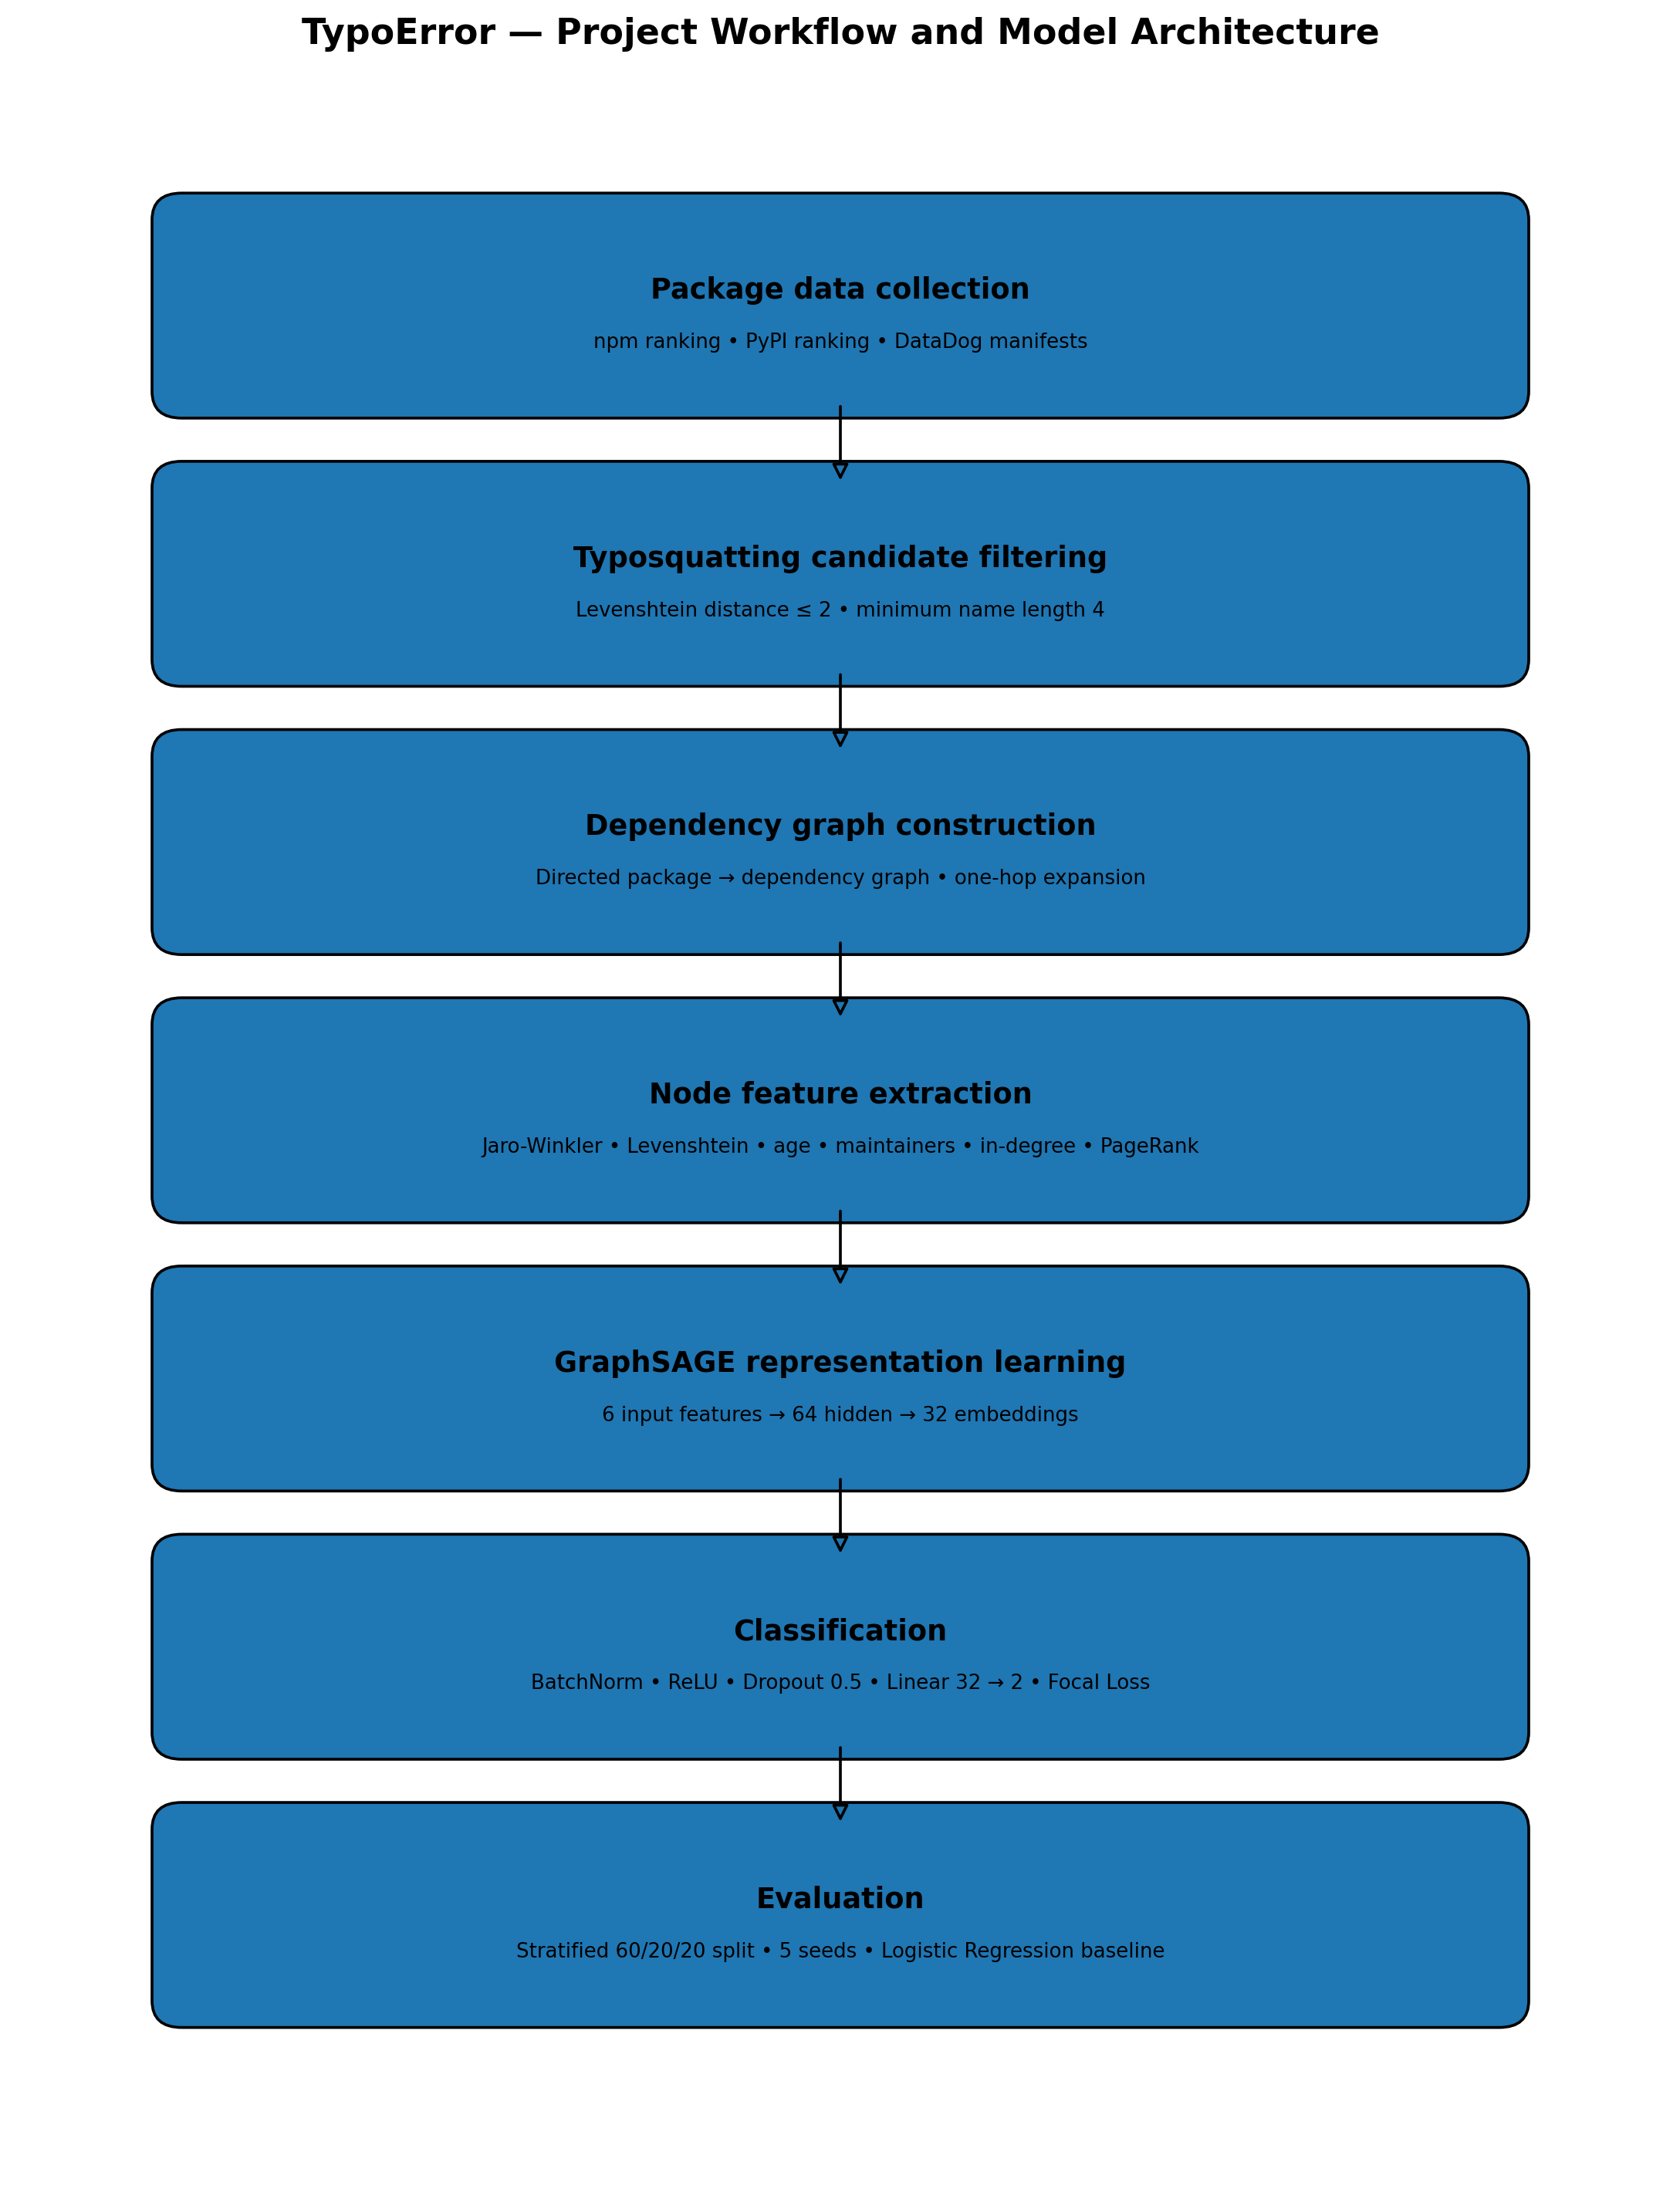 TypoError — Project Workflow and Model Architecture
Package data collection
npm ranking • PyPI ranking • DataDog manifests
Typosquatting candidate filtering
Levenshtein distance ≤ 2 • minimum name length 4
Dependency graph construction
Directed package → dependency graph • one-hop expansion
Node feature extraction
Jaro-Winkler • Levenshtein • age • maintainers • in-degree • PageRank
GraphSAGE representation learning
6 input features → 64 hidden → 32 embeddings
Classification
BatchNorm • ReLU • Dropout 0.5 • Linear 32 → 2 • Focal Loss
Evaluation
Stratified 60/20/20 split • 5 seeds • Logistic Regression baseline